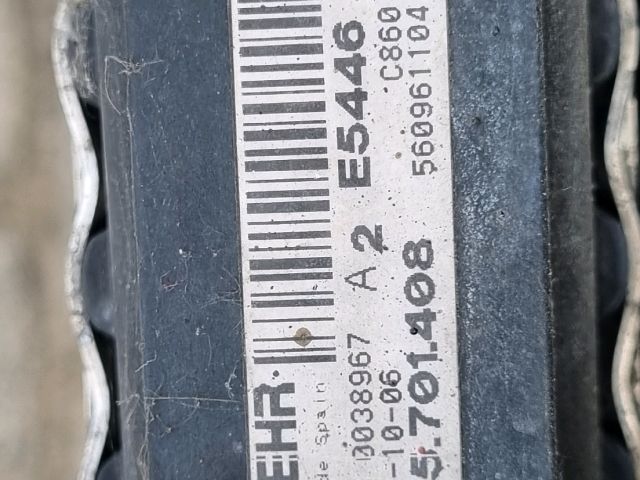 EHR.
de Spain
0038967 A 2 E5446
-10-06 C860
5.701.408 560961104